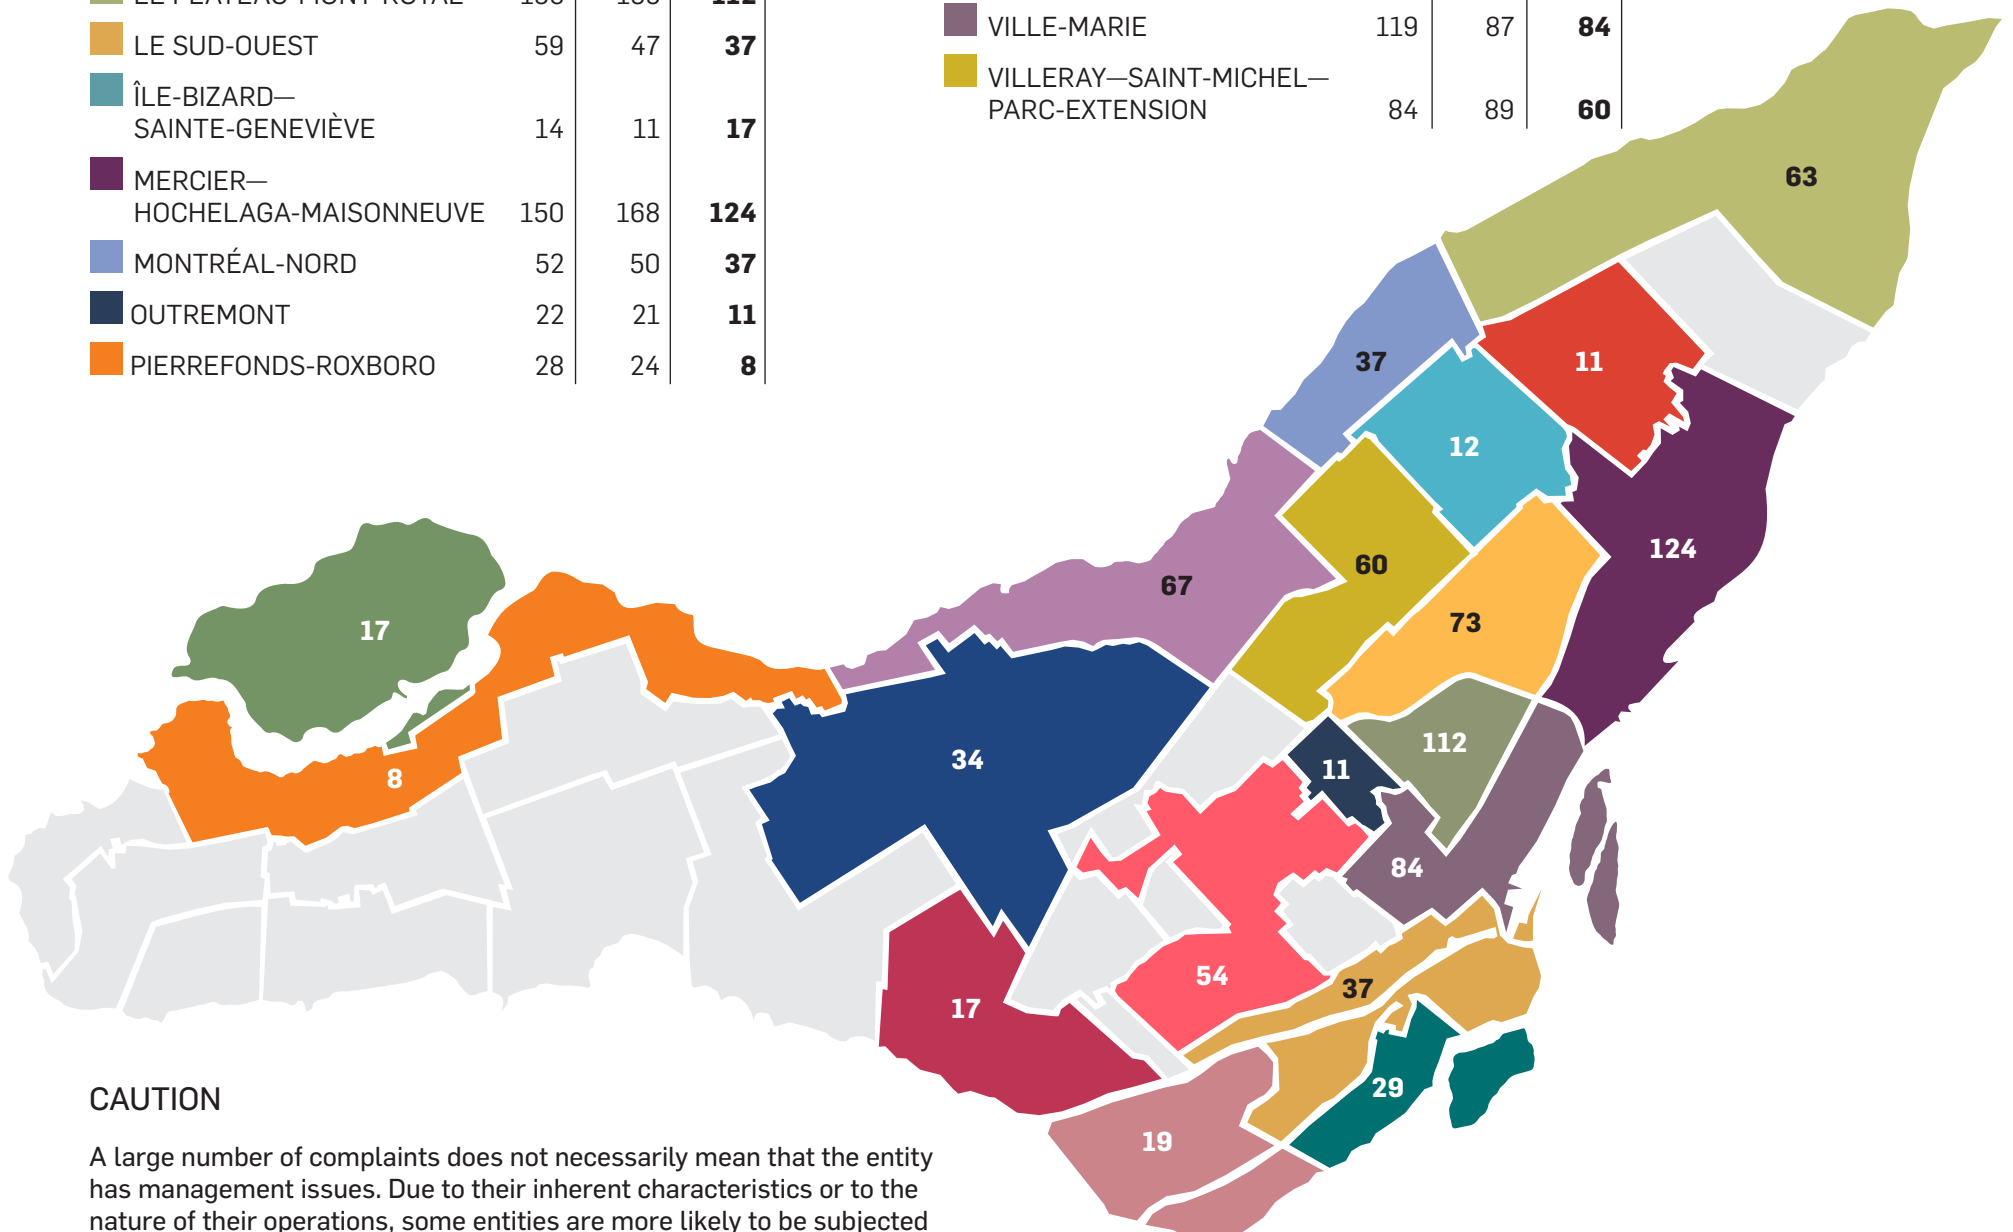 LE SUD-OUEST 59 47 37
ÎLE-BIZARD—
SAINTE-GENEVIÈVE 14 11 17
MERCIER—
HOCHELAGA-MAISONNEUVE 150 168 124
MONTRÉAL-NORD 52 50 37
OUTREMONT 22 21 11
PIERREFONDS-ROXBORO 28 24 8
VILLE-MARIE 119 87 84
VILLERAY—SAINT-MICHEL—
PARC-EXTENSION 84 89 60
63
37
11
12
124
60
67
73
17
112
34
11
8
84
54
37
17
29
19
CAUTION
A large number of complaints does not necessarily mean that the entity
has management issues. Due to their inherent characteristics or to the
nature of their operations, some entities are more likely to be subjected